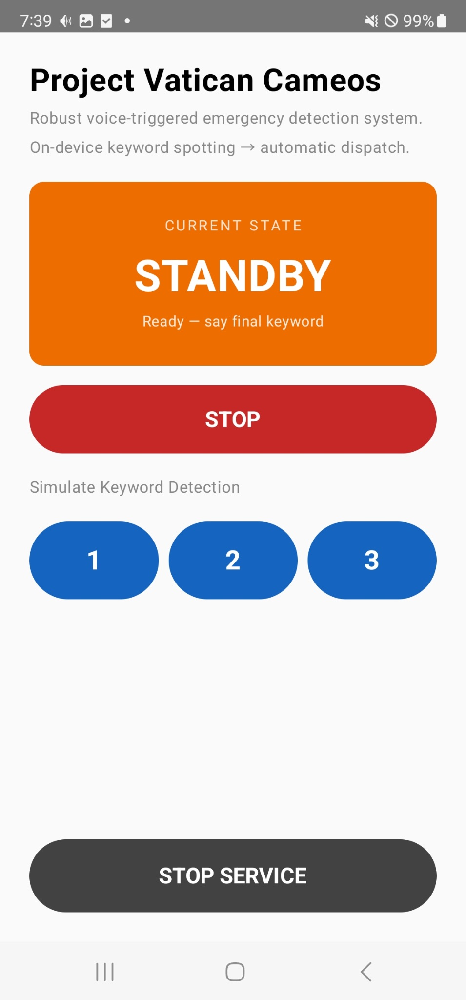 7:39
99%
Project Vatican Cameos
Robust voice-triggered emergency detection system.
On-device keyword spotting → automatic dispatch.
CURRENT STATE
STANDBY
Ready — say final keyword
STOP
Simulate Keyword Detection
1 2 3
STOP SERVICE